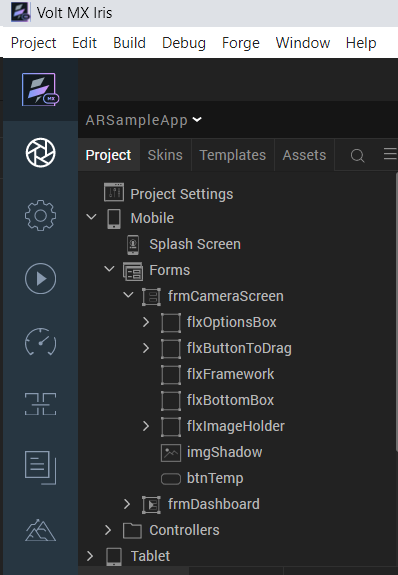 Volt MX Iris
Project Edit Build Debug Forge Window Help
MX
ARSampleApp
Project Skins Templates Assets
Project Settings
Mobile
Splash Screen
Forms
frmCameraScreen
flxOptionsBox
flxButtonToDrag
flxFramework
flxBottomBox
flxImageHolder
imgShadow
btnTemp
frmDashboard
Controllers
Tablet